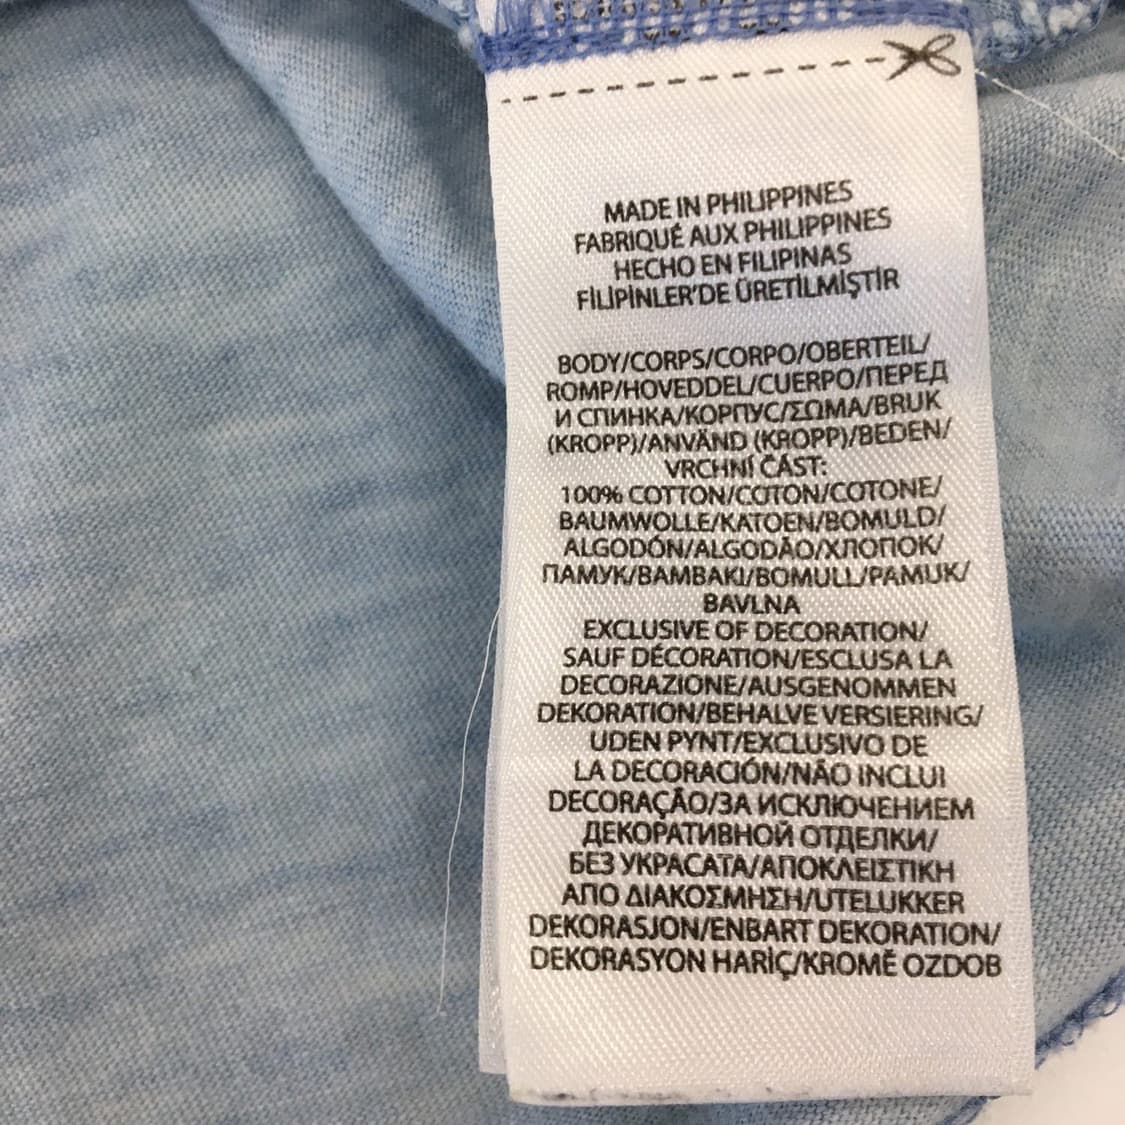 MADE IN PHILIPPINES
FABRIQUÉ AUX PHILIPPINES
HECHO EN FILIPINAS
FİLİPİNLER'DE ÜRETİLMİŞTİR
BODY/CORPS/CORPO/OBERTEIL/
ROMP/HOVEDDEL/CUERPO/ПЕРЕД
И СПИНКА/КОРПУС/ΣΩΜΑ/BRUK
(KROPP)/ANVÄND (KROPP)/BEDEN/
VRCHNÍ ČÁST:
100% COTTON/COTON/COTONE/
BAUMWOLLE/KATOEN/BOMULD/
ALGODÓN/ALGODÃO/ХЛОПОК/
ПАМУК/ΒΑΜΒΑΚΙ/BOMULL/PAMUK/
BAVLNA
EXCLUSIVE OF DECORATION/
SAUF DÉCORATION/ESCLUSA LA
DECORAZIONE/AUSGENOMMEN
DEKORATION/BEHALVE VERSIERING/
UDEN PYNT/EXCLUSIVO DE
LA DECORACIÓN/NÃO INCLUI
DECORAÇÃO/ЗА ИСКЛЮЧЕНИЕМ
ДЕКОРАТИВНОЙ ОТДЕЛКИ/
БЕЗ УКРАСАТА/ΑΠΟΚΛΕΙΣΤΙΚΗ
ΑΠΟ ΔΙΑΚΟΣΜΗΣΗ/UTELUKKER
DEKORASJON/ENBART DEKORATION/
DEKORASYON HARİÇ/KROMĚ OZDOB